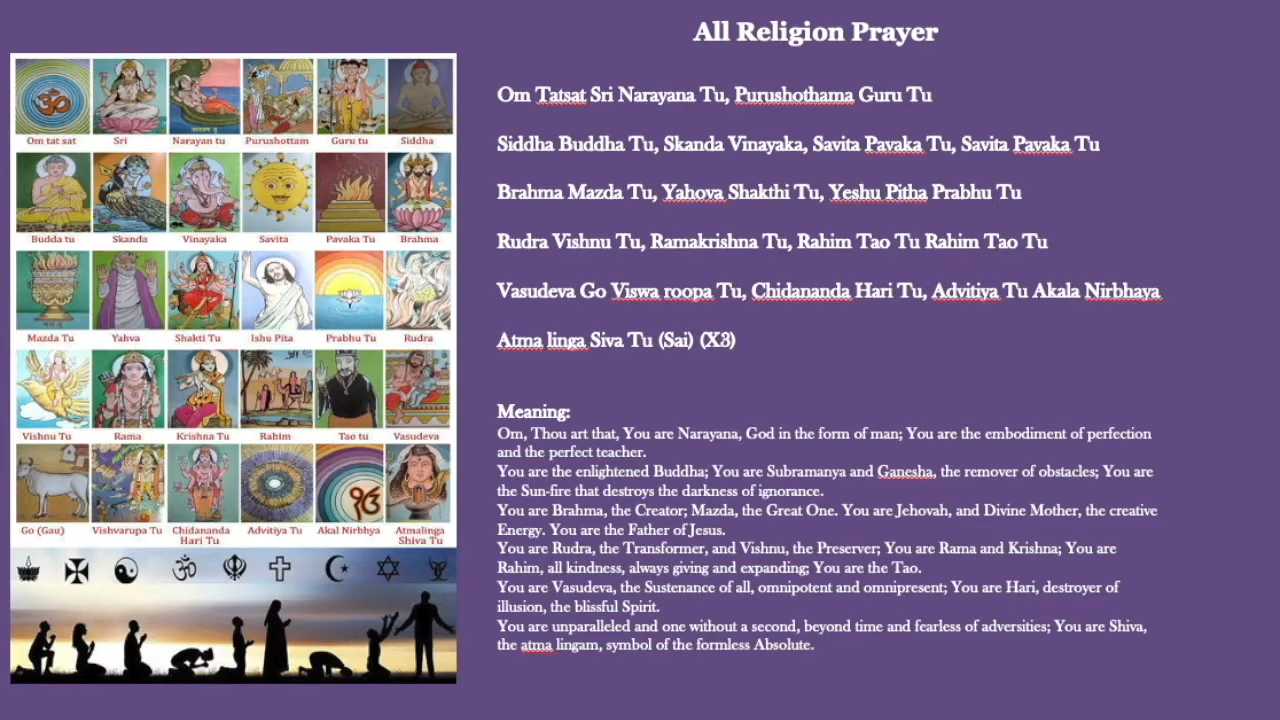 All Religion Prayer
Om Tatsat Sri Narayana Tu, Purushothama Guru Tu
Siddha Buddha Tu, Skanda Vinayaka, Savita Pavaka Tu, Savita Pavaka Tu
Brahma Mazda Tu, Yahova Shakthi Tu, Yeshu Pitha Prabhu Tu
Rudra Vishnu Tu, Ramakrishna Tu, Rahim Tao Tu Rahim Tao Tu
Vasudeva Go Viswa roopa Tu, Chidananda Hari Tu, Advitiya Tu Akala Nirbhaya
Atma linga Siva Tu (Sai) (X3)
Meaning:
Om, Thou art that, You are Narayana, God in the form of man; You are the embodiment of perfection
and the perfect teacher.
You are the enlightened Buddha; You are Subramanya and Ganesha, the remover of obstacles; You are
the Sun-fire that destroys the darkness of ignorance.
You are Brahma, the Creator; Mazda, the Great One. You are Jehovah, and Divine Mother, the creative
Energy. You are the Father of Jesus.
You are Rudra, the Transformer, and Vishnu, the Preserver; You are Rama and Krishna; You are
Rahim, all kindness, always giving and expanding; You are the Tao.
You are Vasudeva, the Sustenance of all, omnipotent and omnipresent; You are Hari, destroyer of
illusion, the blissful Spirit.
You are unparalleled and one without a second, beyond time and fearless of adversities; You are Shiva,
the atma lingam, symbol of the formless Absolute.
Om tat sat Sri Narayan tu Purushottam Guru tu Siddha
Budda tu Skanda Vinayaka Savita Pavaka Tu Brahma
Mazda Tu Yahva Shakti Tu Ishu Pita Prabhu Tu Rudra
Vishnu Tu Rama Krishna Tu Rahim Tao tu Vasudeva
Go (Gau) Vishvarupa Tu Chidananda Advitiya Tu Akal Nirbhya Atmalinga
Hari Tu Shiva Tu